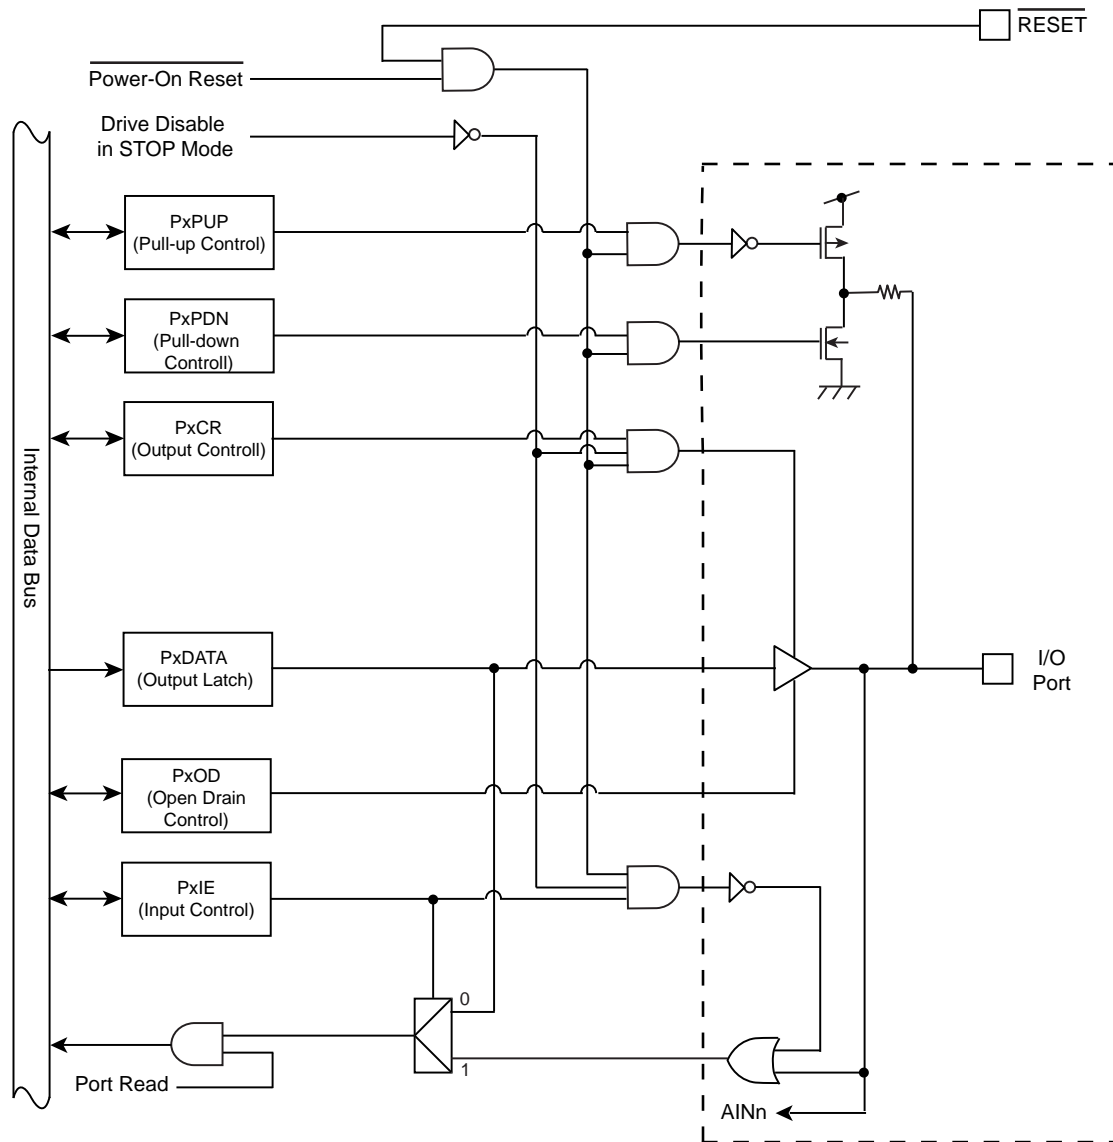 RESET
Power-On Reset
Drive Disable
in STOP Mode
PxPUP
(Pull-up Control)
PxPDN
(Pull-down
Controll)
PxCR
(Output Controll)
Internal Data Bus
PxDATA
(Output Latch)
I/O
Port
PxOD
(Open Drain
Control)
PxIE
(Input Control)
0
1
Port Read
AINn